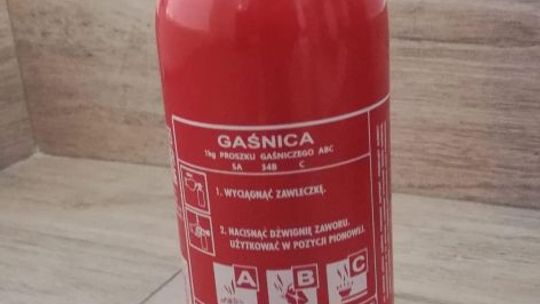 GAŚNICA
1kg PROSZKU GAŚNICZEGO ABC
5A 34B C
1. WYCIĄGNĄĆ ZAWLECZKĘ.
2. NACISNĄĆ DŹWIGNIĘ ZAWORU.
UŻYTKOWAĆ W POZYCJI PIONOWEJ.
A B C